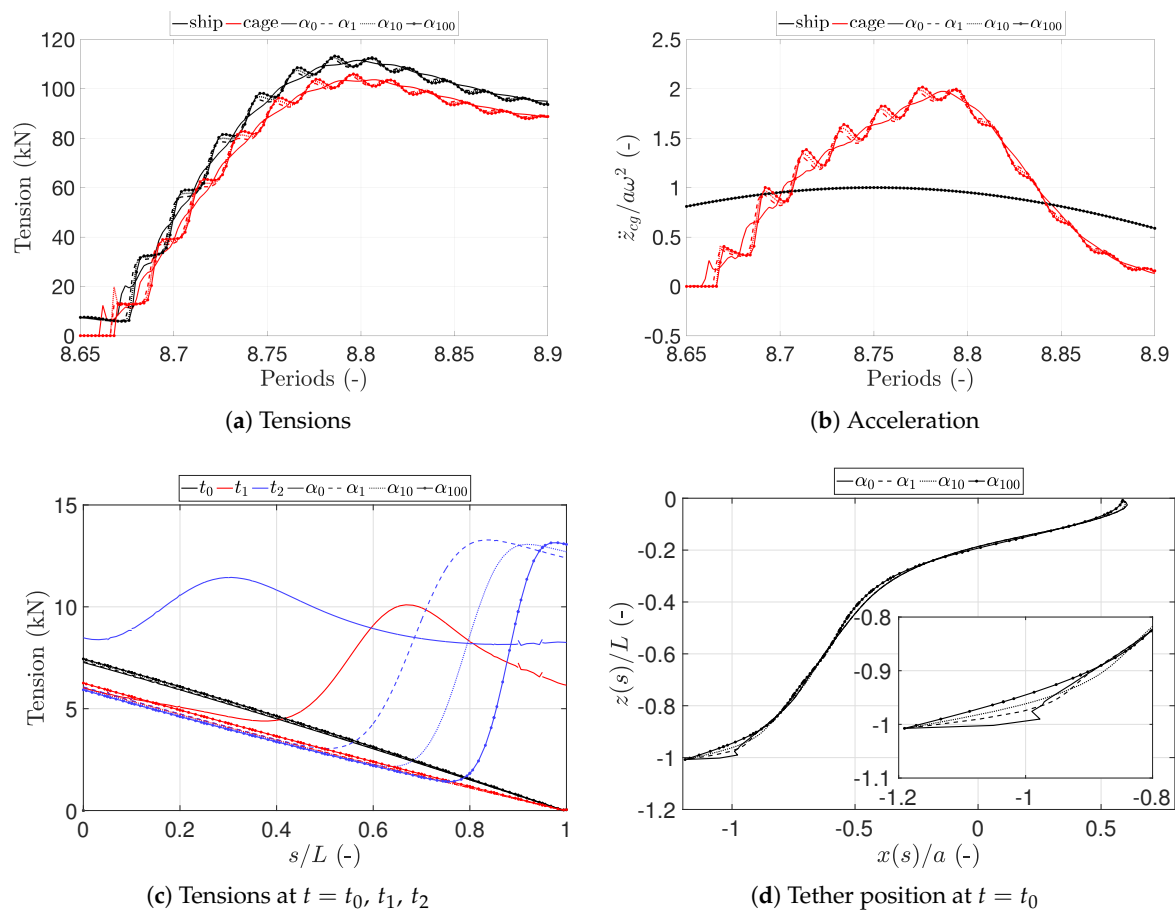 ship cage α₀ α₁ α₁₀ α₁₀₀
120
100
80
60
40
20
0
Tension (kN)
8.65 8.7 8.75 8.8 8.85 8.9
Periods (-)
(a) Tensions
ship cage α₀ α₁ α₁₀ α₁₀₀
2.5
2
1.5
1
0.5
0
-0.5
z̈_cg/aω² (-)
8.65 8.7 8.75 8.8 8.85 8.9
Periods (-)
(b) Acceleration
t₀ t₁ t₂ α₀ α₁ α₁₀ α₁₀₀
15
10
5
0
Tension (kN)
0 0.2 0.4 0.6 0.8 1
s/L (-)
(c) Tensions at t = t₀, t₁, t₂
α₀ α₁ α₁₀ α₁₀₀
0
-0.2
-0.4
-0.6
-0.8
-1
-1.2
z(s)/L (-)
-0.8
-0.9
-1
-1.1
-1.2 -1 -0.8
-1 -0.5 0 0.5
x(s)/a (-)
(d) Tether position at t = t₀